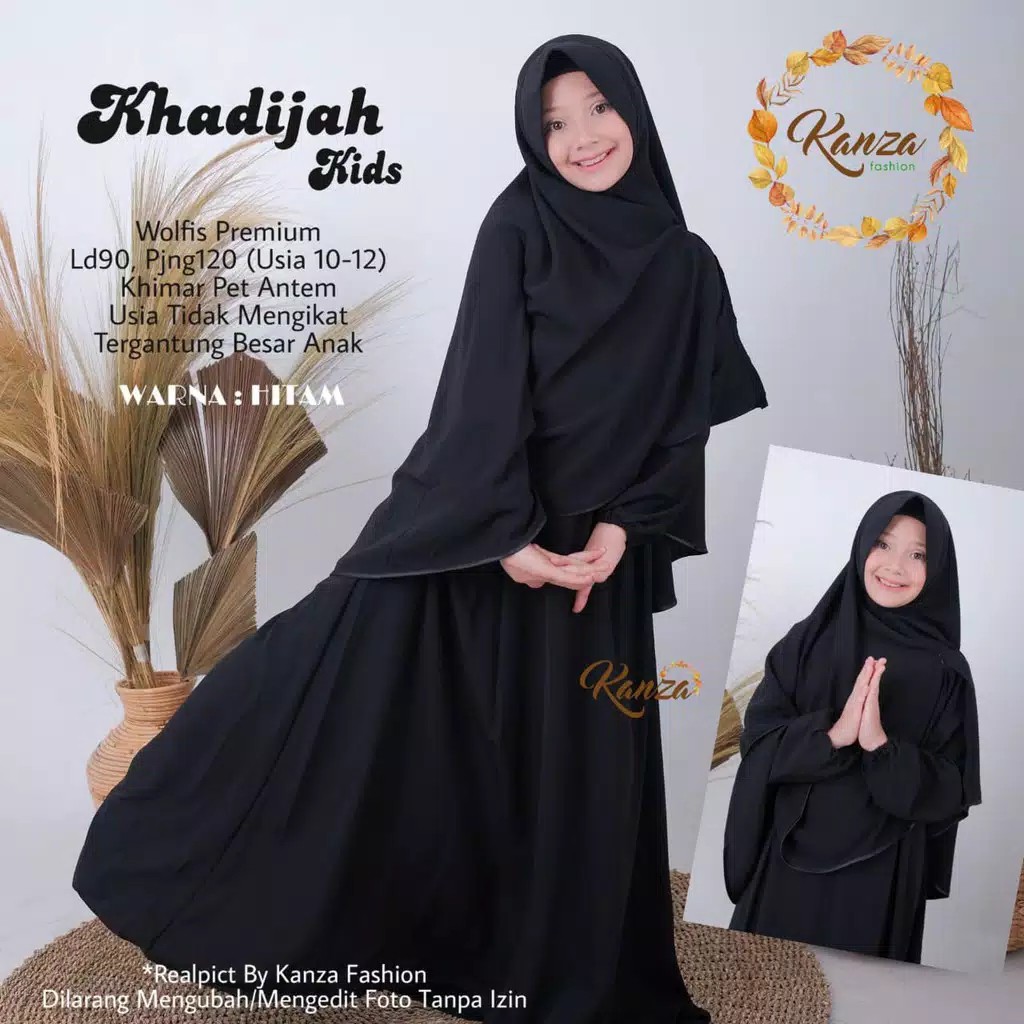 Khadijah
Kids
Wolfis Premium
Ld90, Pjng120 (Usia 10-12)
Khimar Pet Antem
Usia Tidak Mengikat
Tergantung Besar Anak
WARNA : HITAM
Kanza
fashion
Kanza
*Realpict By Kanza Fashion
Dilarang Mengubah/Mengedit Foto Tanpa Izin